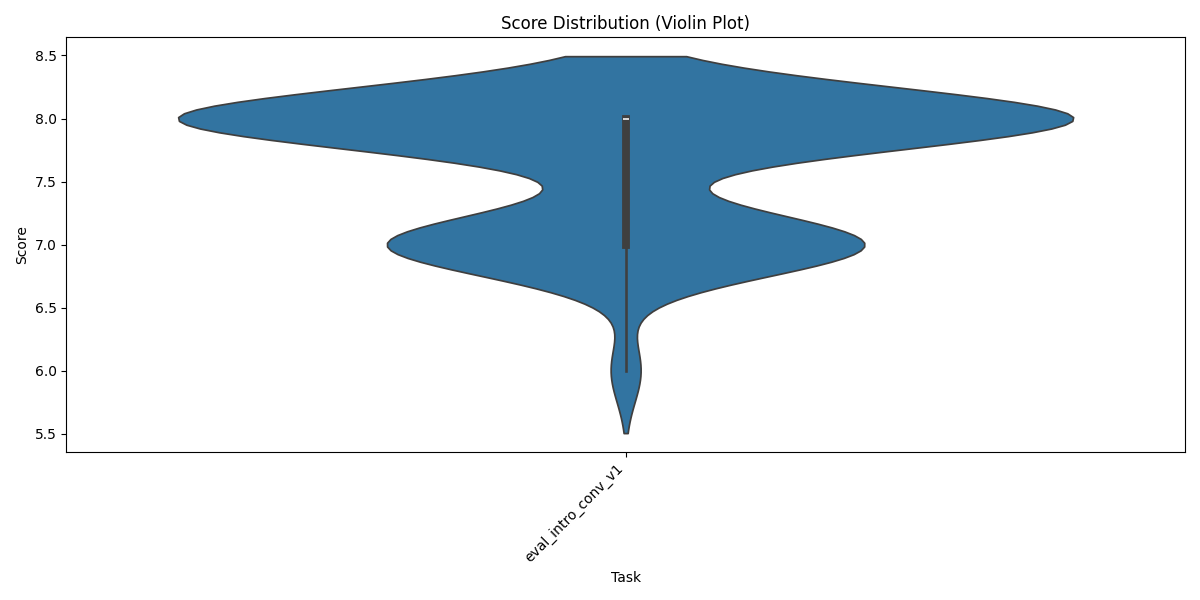 Score Distribution (Violin Plot)
8.5
8.0
7.5
7.0
6.5
6.0
5.5
Score
eval_intro_conv_v1
Task